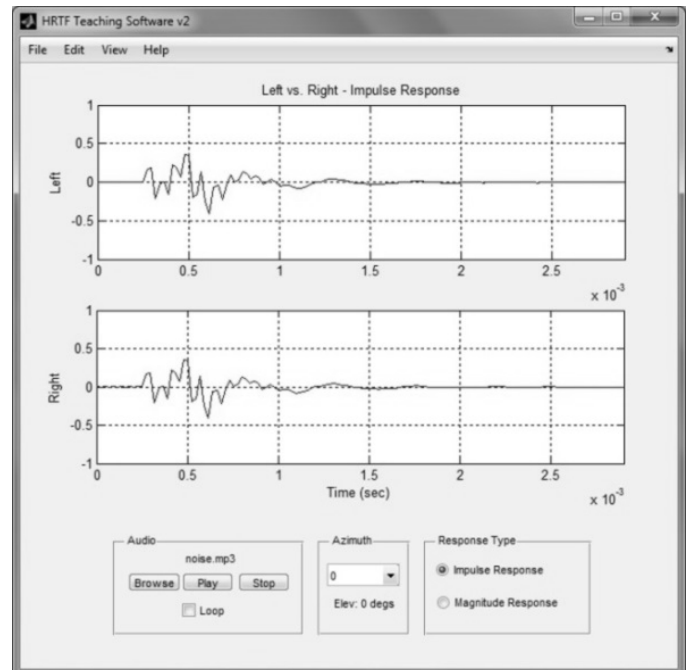 HRTF Teaching Software v2
File Edit View Help
Left vs. Right - Impulse Response
1
0.5
0
-0.5
-1
Left
0 0.5 1 1.5 2 2.5
x 10-3
1
0.5
0
-0.5
-1
Right
0 0.5 1 1.5 2 2.5
Time (sec)
x 10-3
Audio
noise.mp3
Browse Play Stop
Loop
Azimuth
0
Elev: 0 degs
Response Type
Impulse Response
Magnitude Response